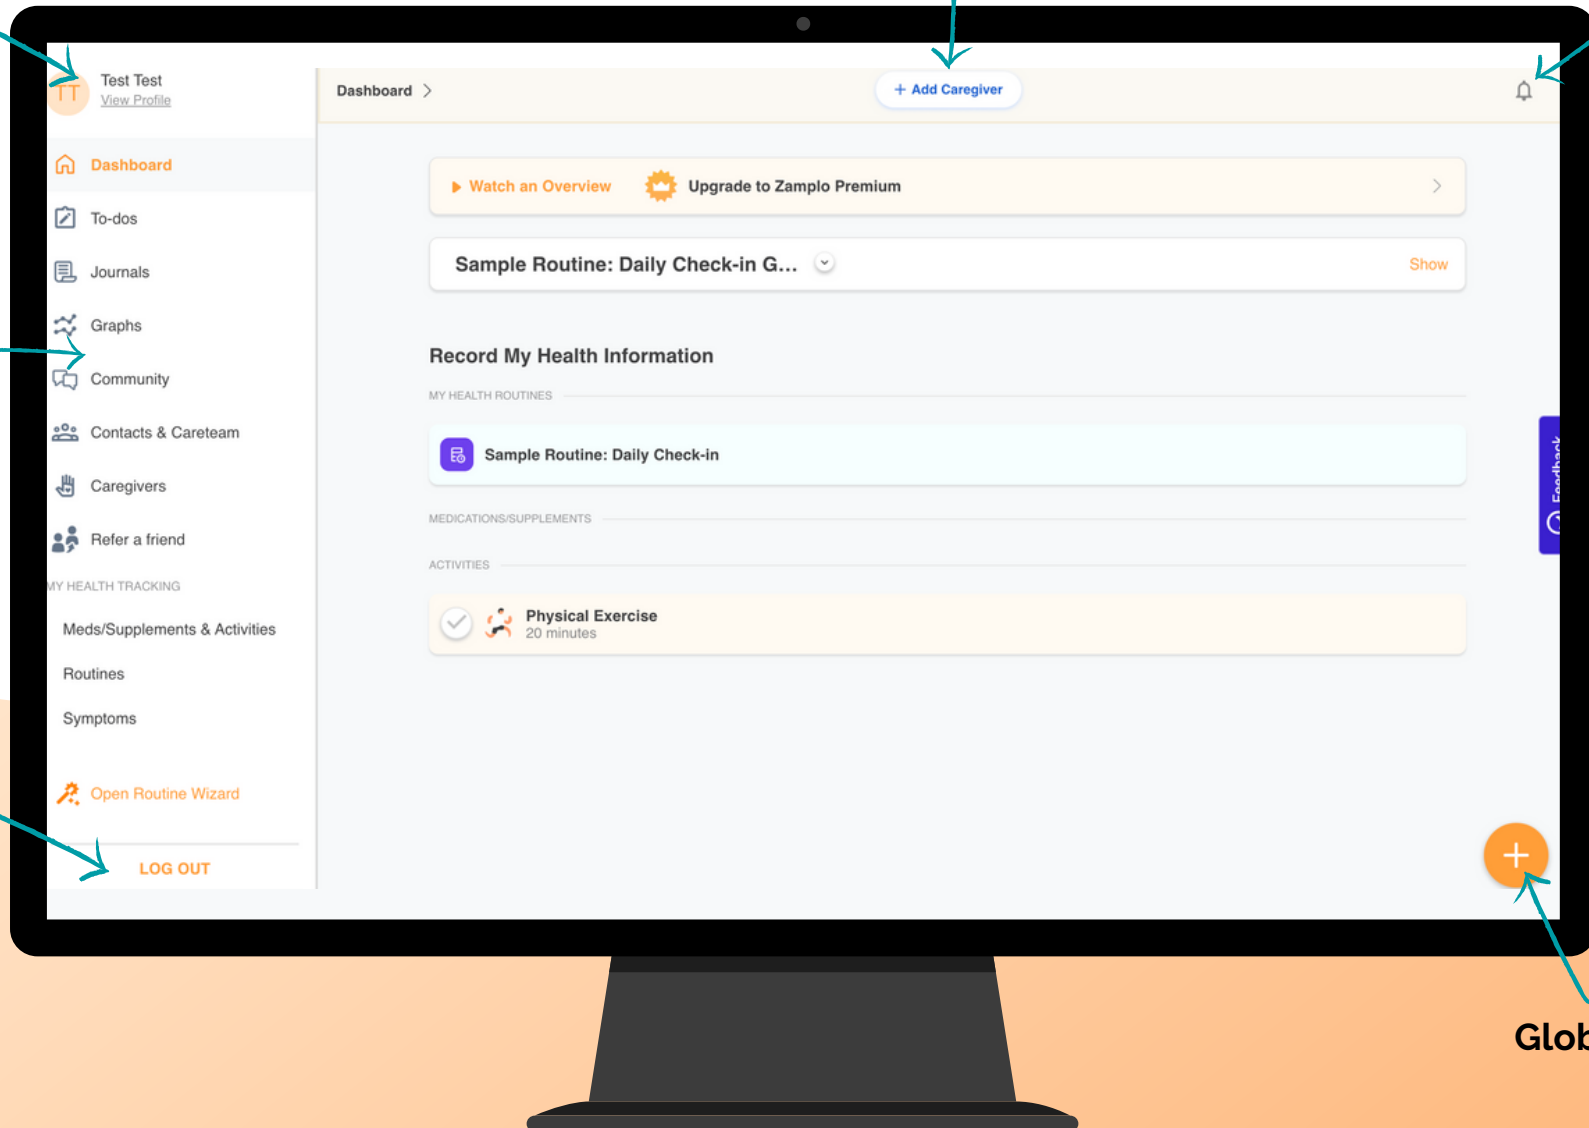 TT
Test Test
View Profile
Dashboard
To-dos
Journals
Graphs
Community
Contacts & Careteam
Caregivers
Refer a friend
MY HEALTH TRACKING
Meds/Supplements & Activities
Routines
Symptoms
Open Routine Wizard
LOG OUT
Dashboard >
+ Add Caregiver
Watch an Overview
Upgrade to Zamplo Premium
Sample Routine: Daily Check-in G...
Show
Record My Health Information
MY HEALTH ROUTINES
Sample Routine: Daily Check-in
MEDICATIONS/SUPPLEMENTS
ACTIVITIES
Physical Exercise
20 minutes
Feedback
Glob